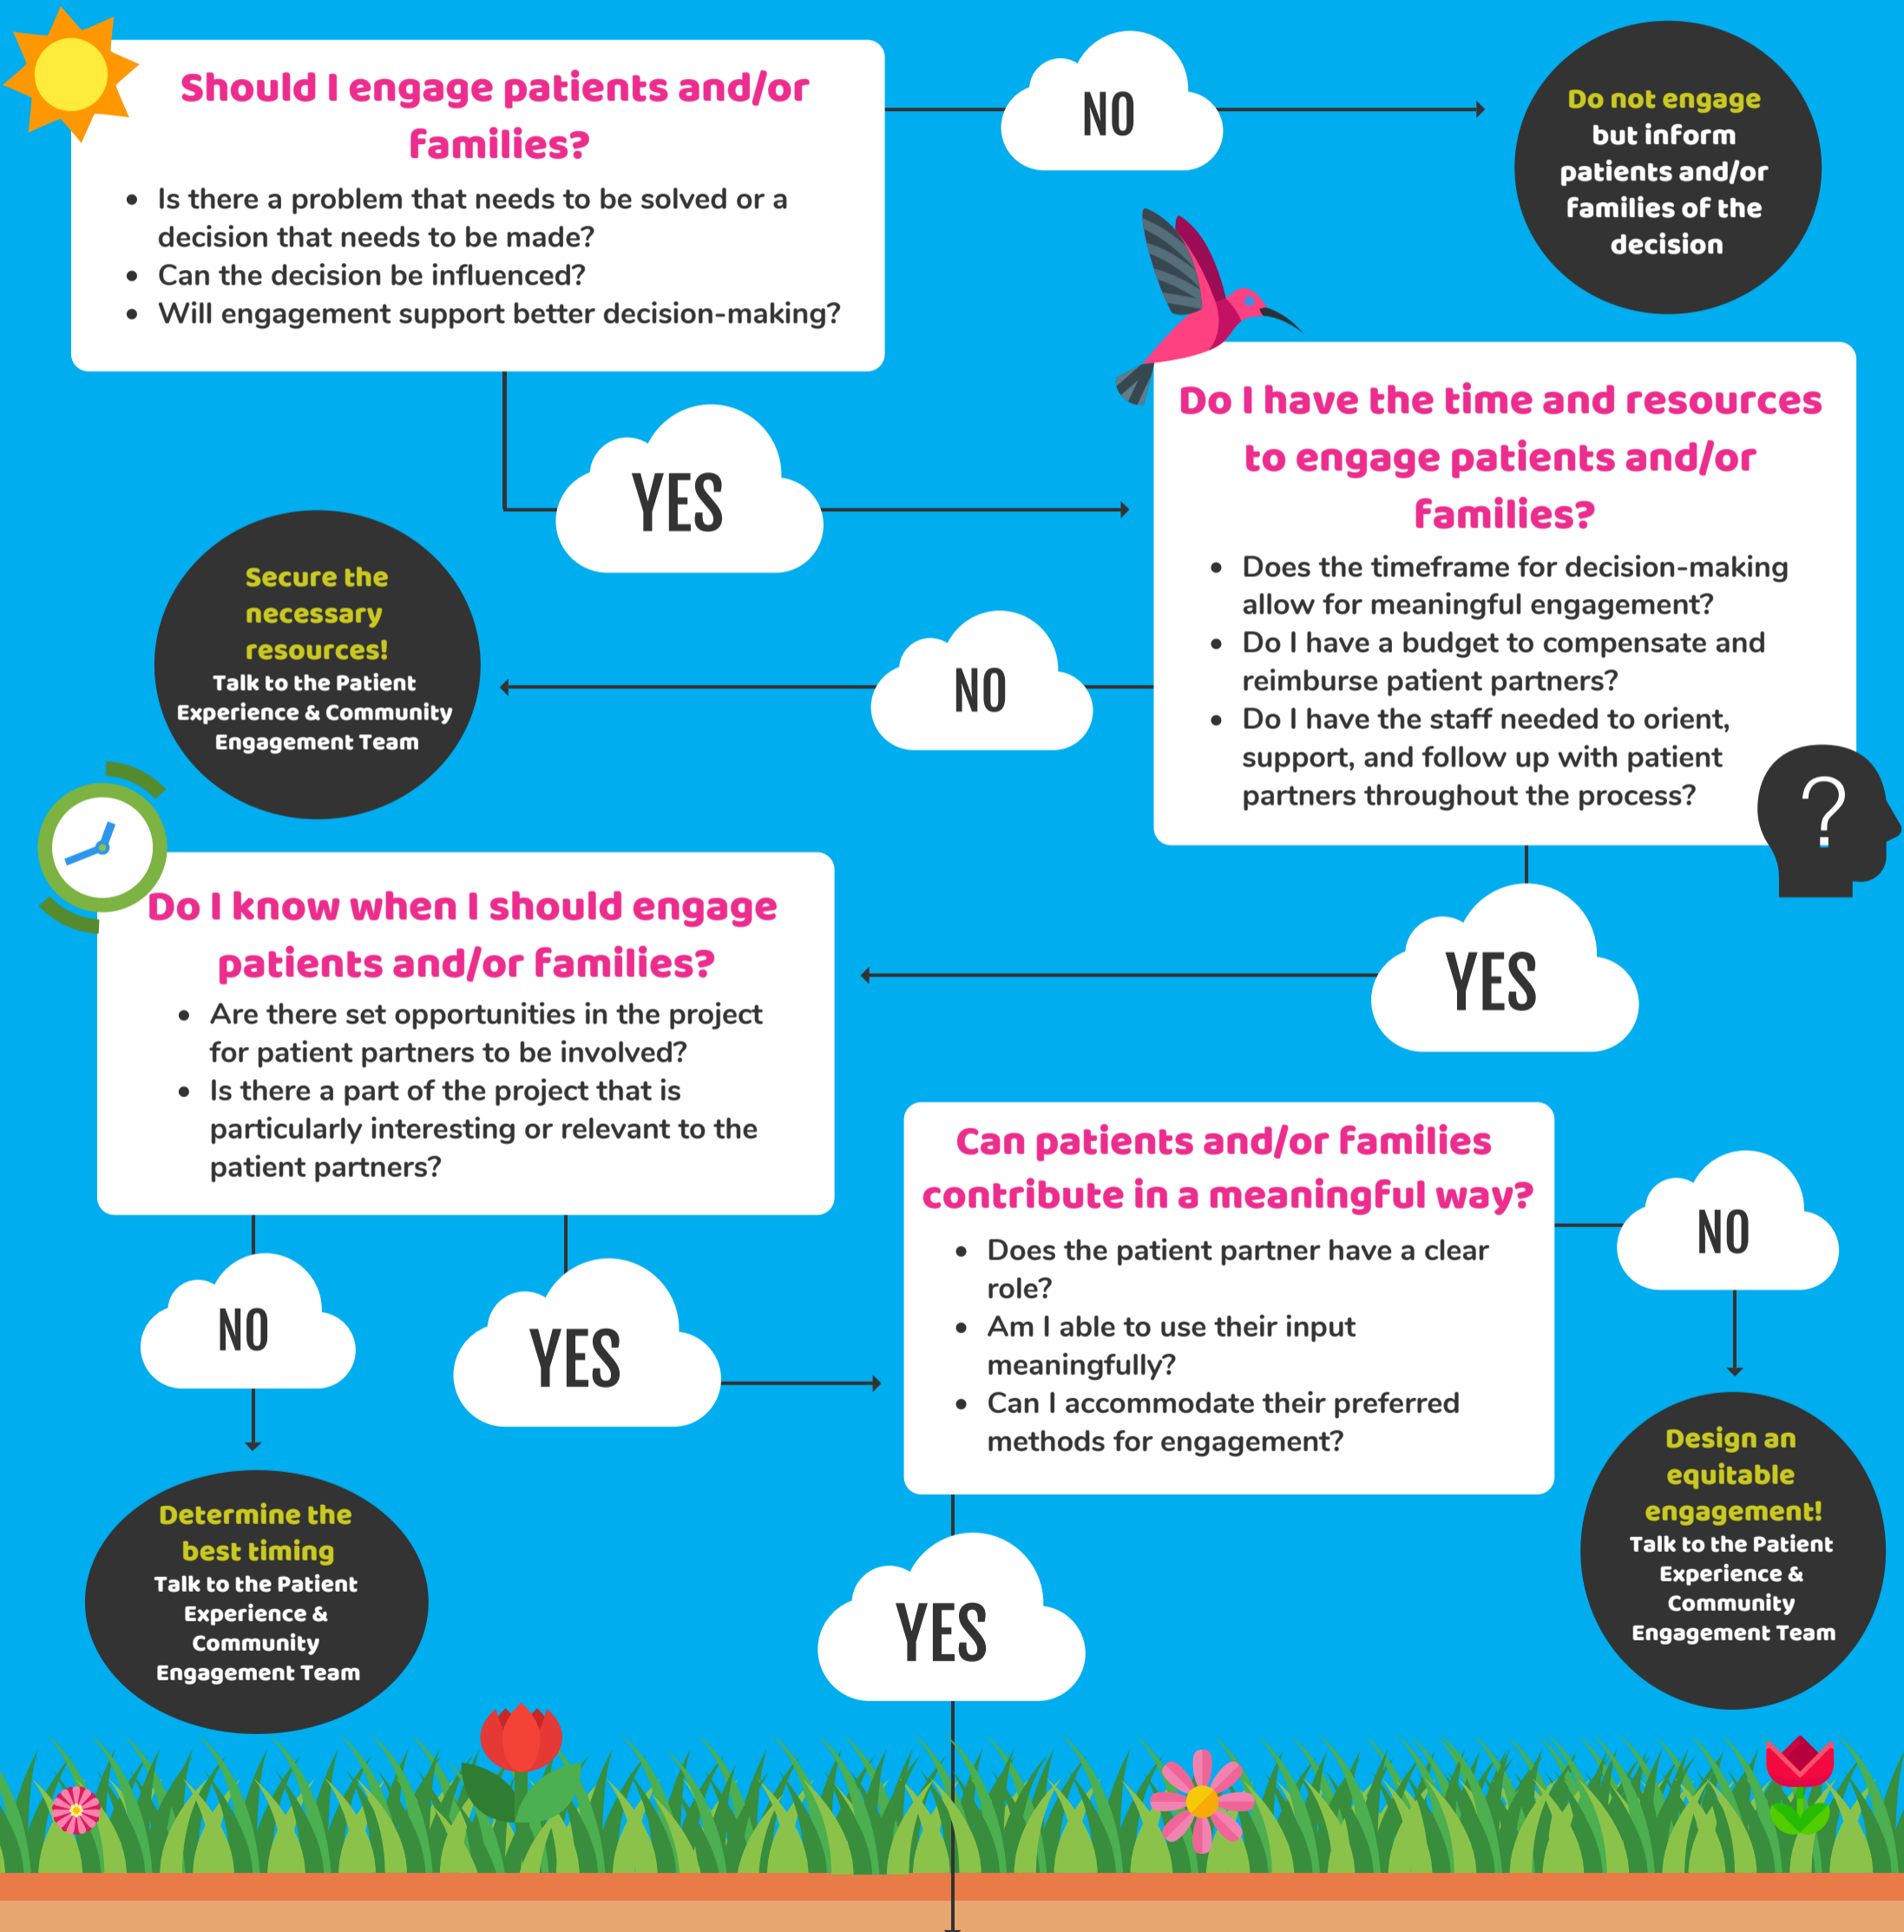 Should I engage patients and/or
families?
• Is there a problem that needs to be solved or a
decision that needs to be made?
• Can the decision be influenced?
• Will engagement support better decision-making?
NO
Do not engage
but inform
patients and/or
families of the
decision
YES
Do I have the time and resources
to engage patients and/or
families?
• Does the timeframe for decision-making
allow for meaningful engagement?
• Do I have a budget to compensate and
reimburse patient partners?
• Do I have the staff needed to orient,
support, and follow up with patient
partners throughout the process?
?
NO
Secure the
necessary
resources!
Talk to the Patient
Experience & Community
Engagement Team
YES
Do I know when I should engage
patients and/or families?
• Are there set opportunities in the project
for patient partners to be involved?
• Is there a part of the project that is
particularly interesting or relevant to the
patient partners?
NO
Determine the
best timing
Talk to the Patient
Experience &
Community
Engagement Team
YES
Can patients and/or families
contribute in a meaningful way?
• Does the patient partner have a clear
role?
• Am I able to use their input
meaningfully?
• Can I accommodate their preferred
methods for engagement?
NO
Design an
equitable
engagement!
Talk to the Patient
Experience &
Community
Engagement Team
YES